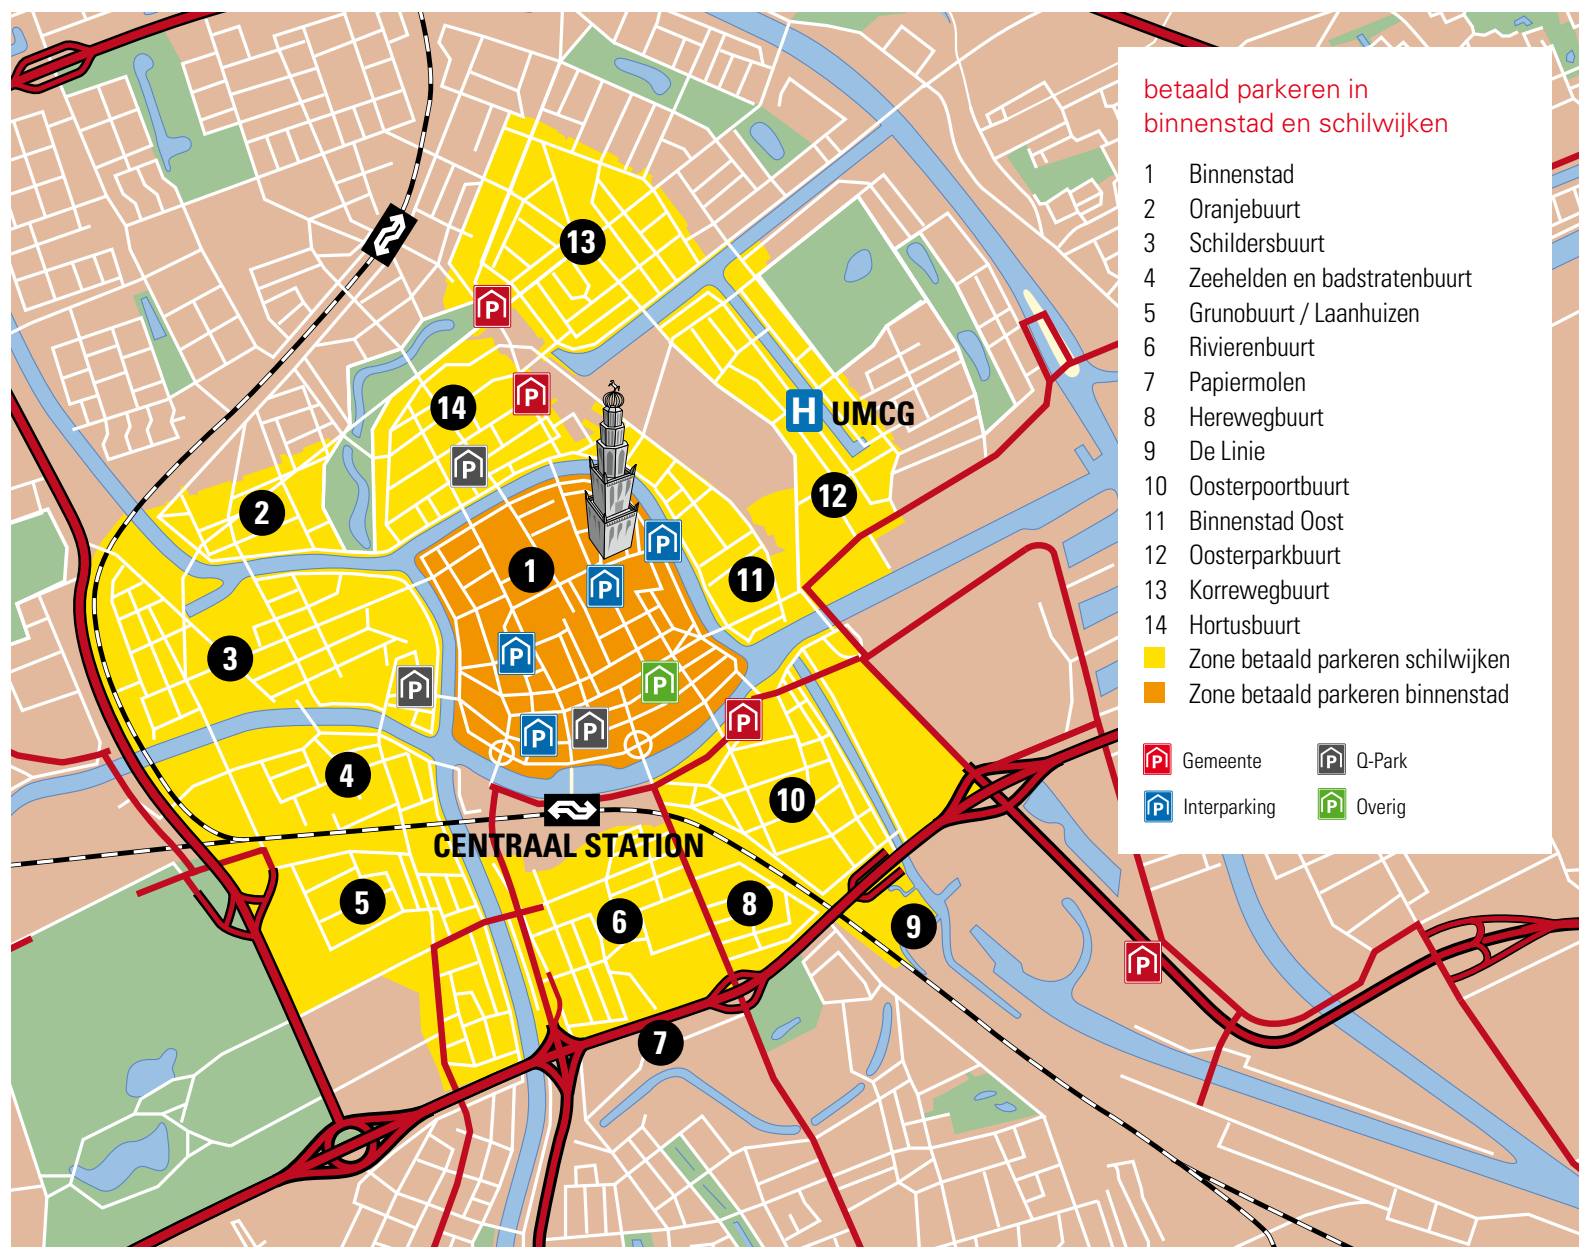 betaald parkeren in
binnenstad en schilwijken
1 Binnenstad
2 Oranjebuurt
3 Schildersbuurt
4 Zeehelden en badstratenbuurt
5 Grunobuurt / Laanhuizen
6 Rivierenbuurt
7 Papiermolen
8 Herewegbuurt
9 De Linie
10 Oosterpoortbuurt
11 Binnenstad Oost
12 Oosterparkbuurt
13 Korrewegbuurt
14 Hortusbuurt
Zone betaald parkeren schilwijken
Zone betaald parkeren binnenstad
P Gemeente
P Q-Park
P Interparking
P Overig
13
P
14
P
H UMCG
P
12
2
P
1
11
P
3
P
P
P
P
P
P
4
10
CENTRAAL STATION
5
6
8
9
P
7